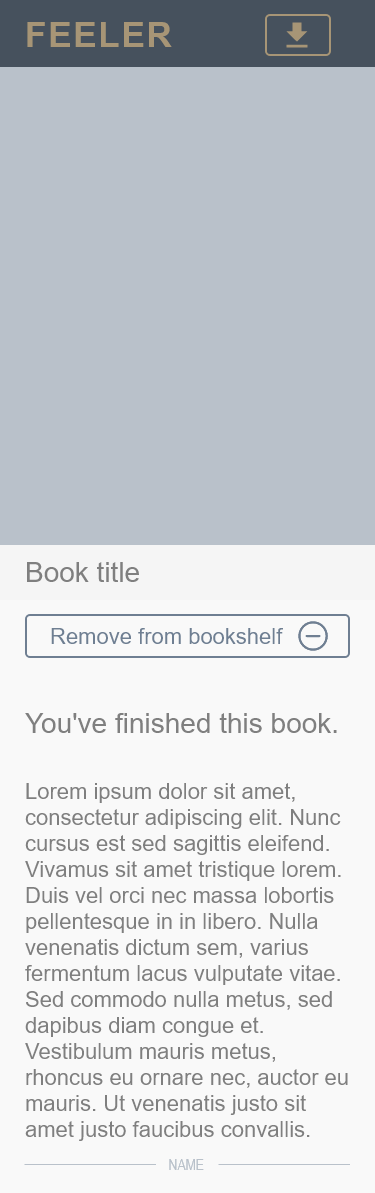 FEELER
Book title
Remove from bookshelf
You've finished this book.
Lorem ipsum dolor sit amet,
consectetur adipiscing elit. Nunc
cursus est sed sagittis eleifend.
Vivamus sit amet tristique lorem.
Duis vel orci nec massa lobortis
pellentesque in in libero. Nulla
venenatis dictum sem, varius
fermentum lacus vulputate vitae.
Sed commodo nulla metus, sed
dapibus diam congue et.
Vestibulum mauris metus,
rhoncus eu ornare nec, auctor eu
mauris. Ut venenatis justo sit
amet justo faucibus convallis.
NAME